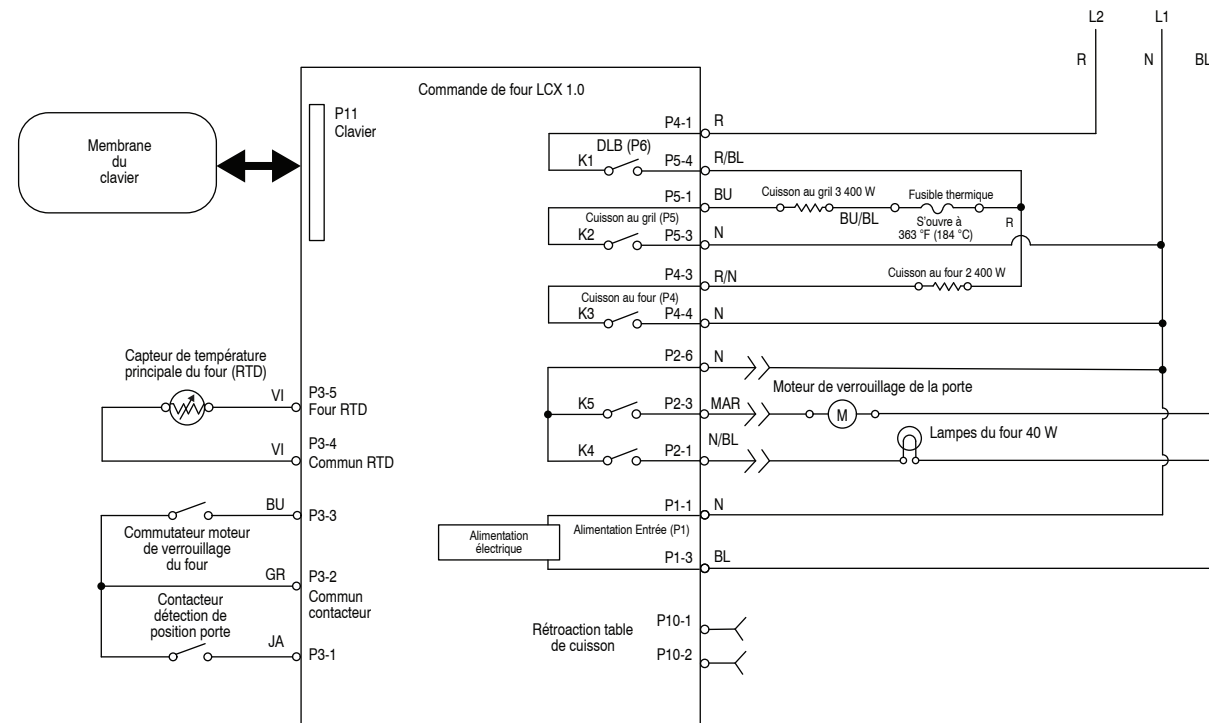 L2
L1
R
N
BL
Commande de four LCX 1.0
P11
Clavier
Membrane
du
clavier
P4-1
R
DLB (P6)
K1
P5-4
R/BL
P5-1
BU
Cuisson au gril 3 400 W
BU/BL
Fusible thermique
S'ouvre à
363 °F (184 °C)
R
Cuisson au gril (P5)
K2
P5-3
N
P4-3
R/N
Cuisson au four 2 400 W
Cuisson au four (P4)
K3
P4-4
N
P2-6
N
Moteur de verrouillage de la porte
K5
P2-3
MAR
M
N/BL
Lampes du four 40 W
K4
P2-1
Capteur de température
principale du four (RTD)
VI
P3-5
Four RTD
VI
P3-4
Commun RTD
P1-1
N
Alimentation
électrique
Alimentation Entrée (P1)
P1-3
BL
BU
P3-3
Commutateur moteur
de verrouillage
du four
GR
P3-2
Commun
contacteur
Contacteur
détection de
position porte
JA
P3-1
Rétroaction table
de cuisson
P10-1
P10-2